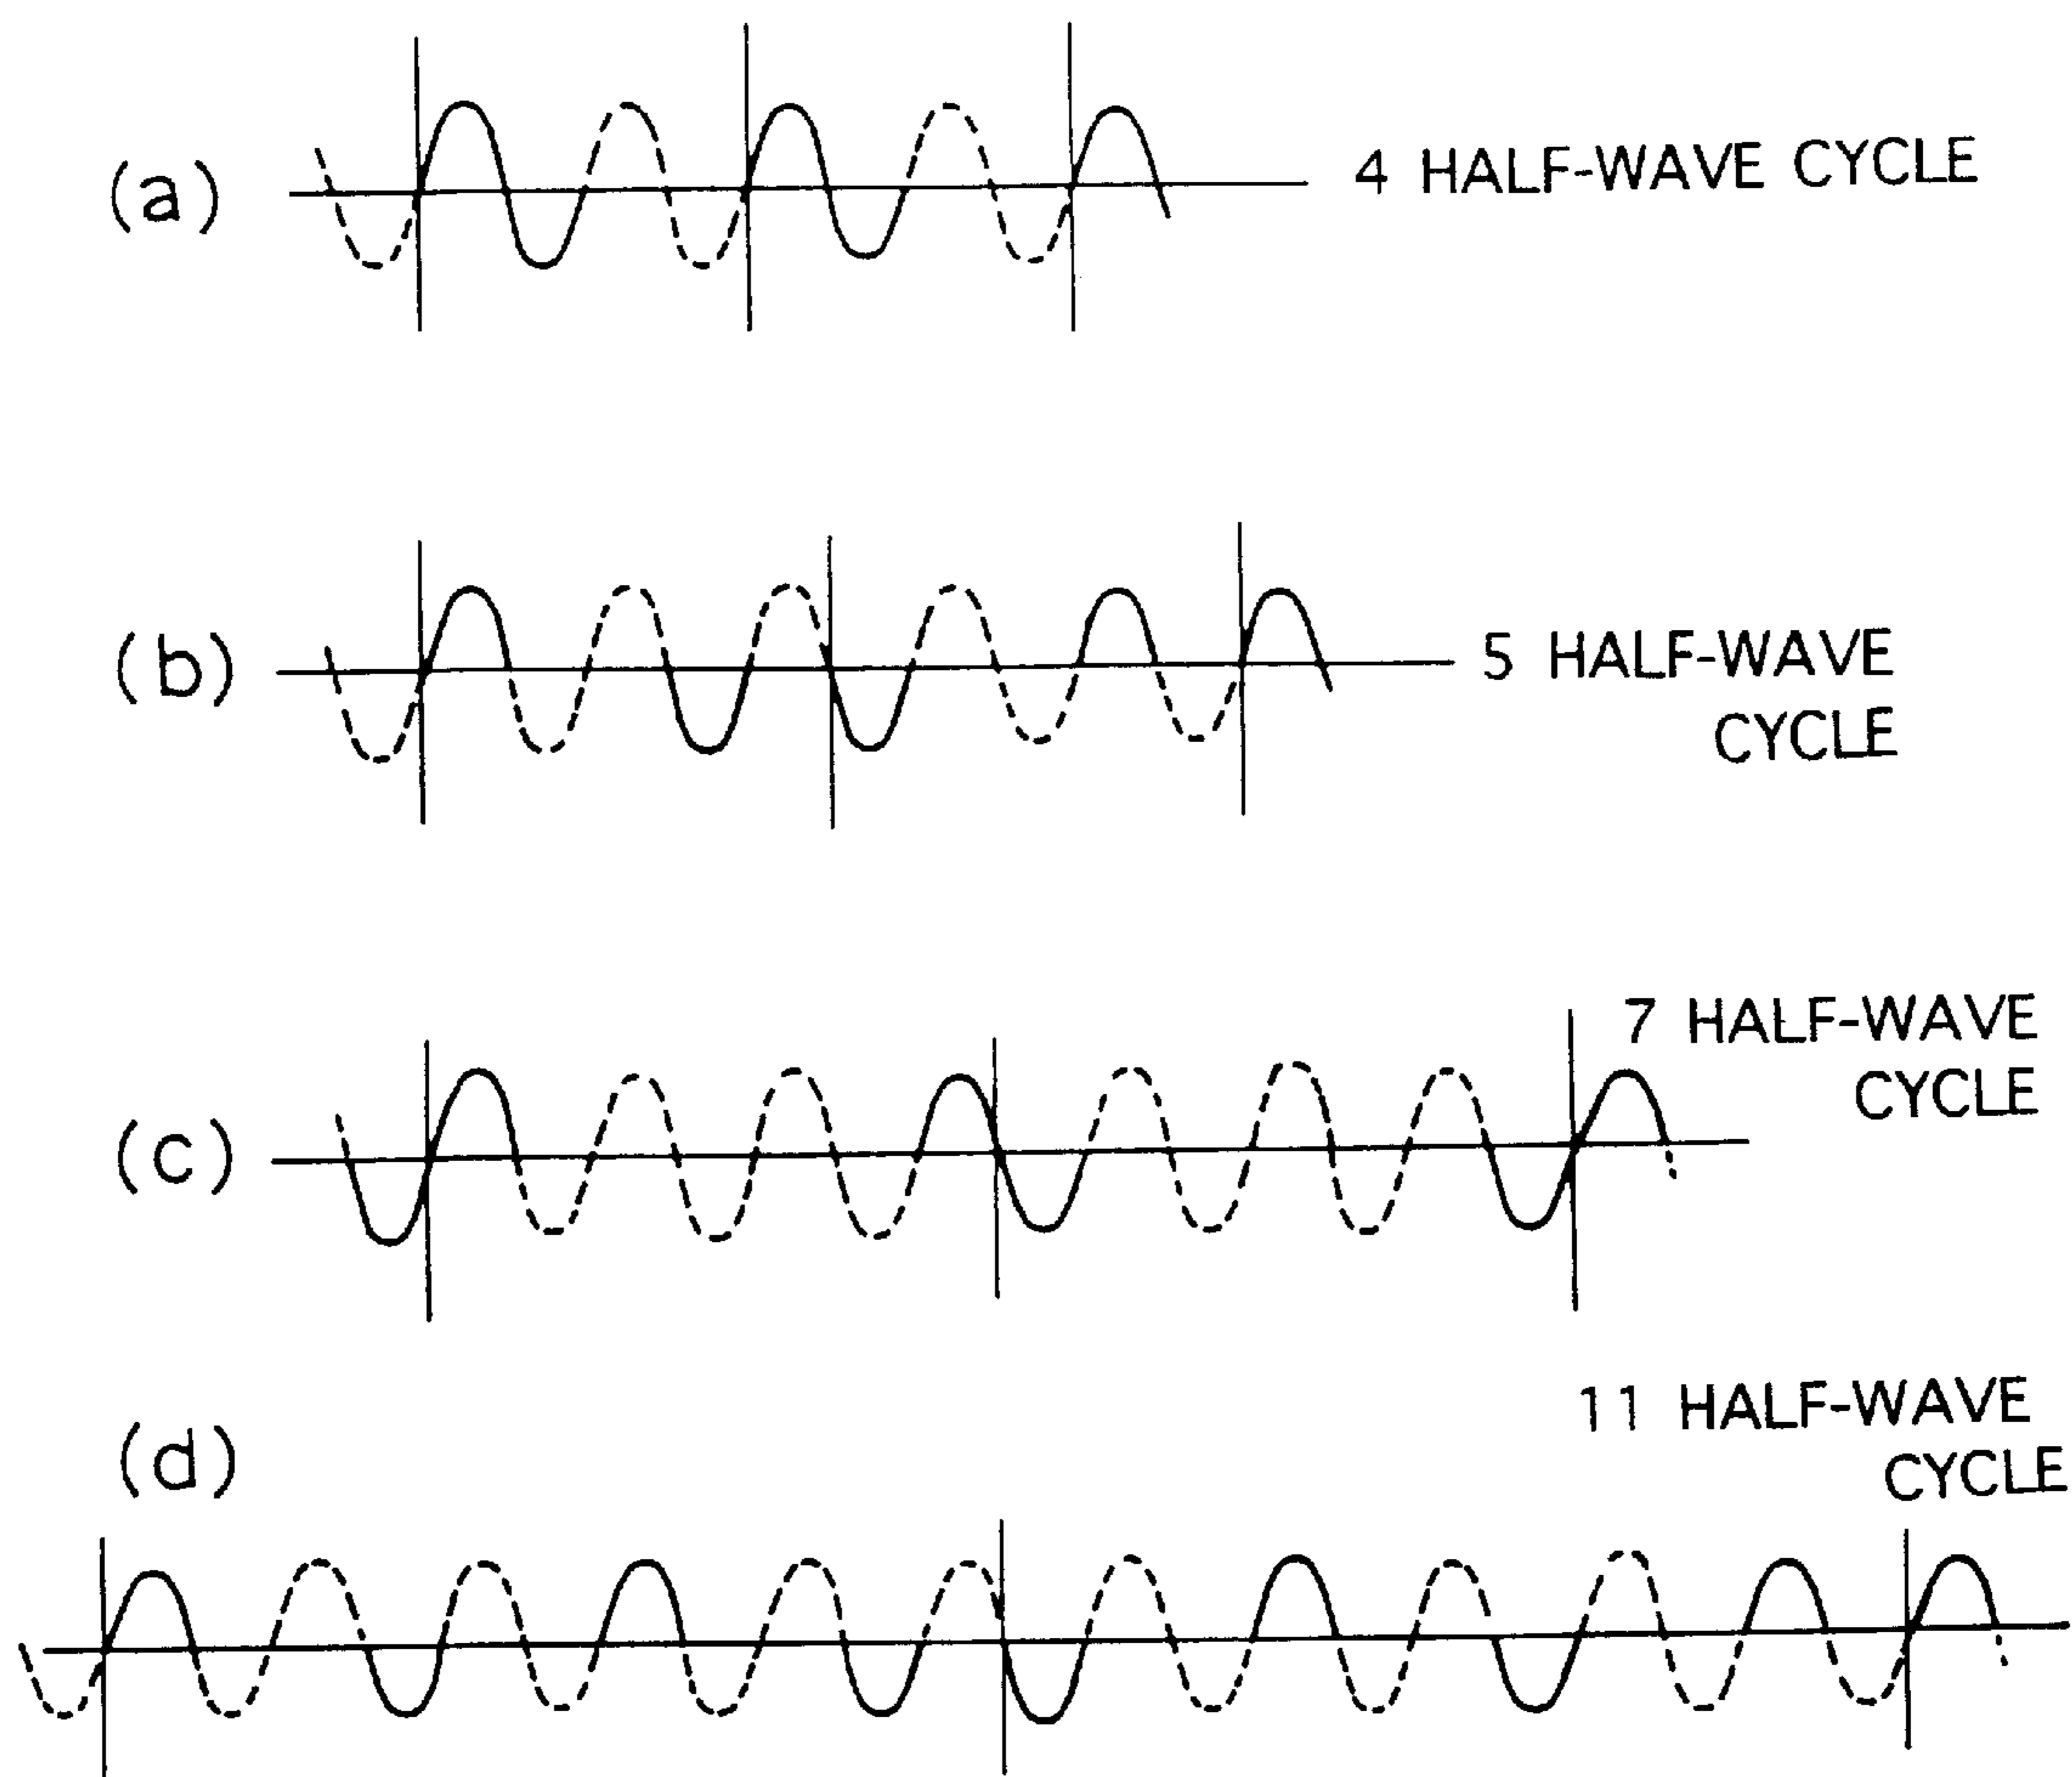 (a)
4 HALF-WAVE CYCLE
(b)
5 HALF-WAVE
CYCLE
7 HALF-WAVE
CYCLE
(c)
11 HALF-WAVE
CYCLE
(d)